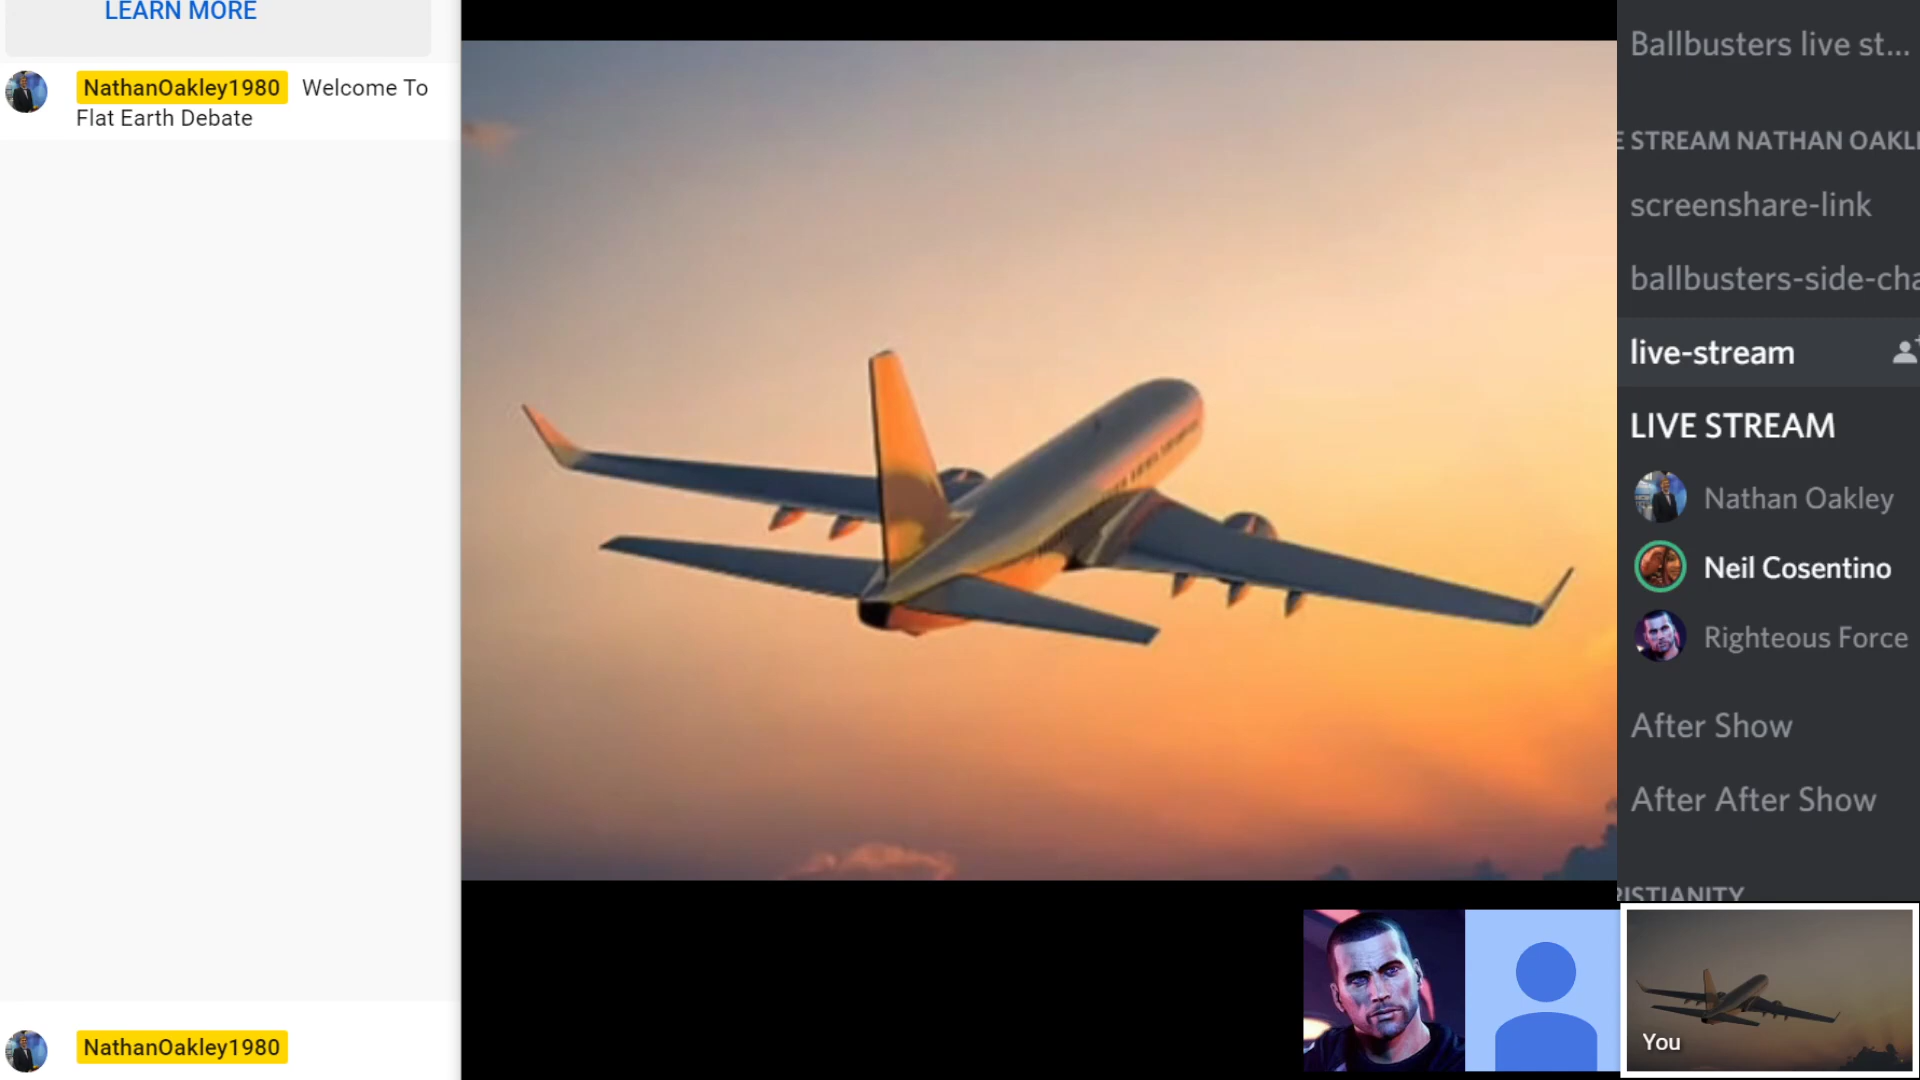 LEARN MORE
NathanOakley1980 Welcome To
Flat Earth Debate
NathanOakley1980
Ballbusters live st...
E STREAM NATHAN OAKL
screenshare-link
ballbusters-side-cha
live-stream
LIVE STREAM
Nathan Oakley
Neil Cosentino
Righteous Force
After Show
After After Show
RISTIANITY
You